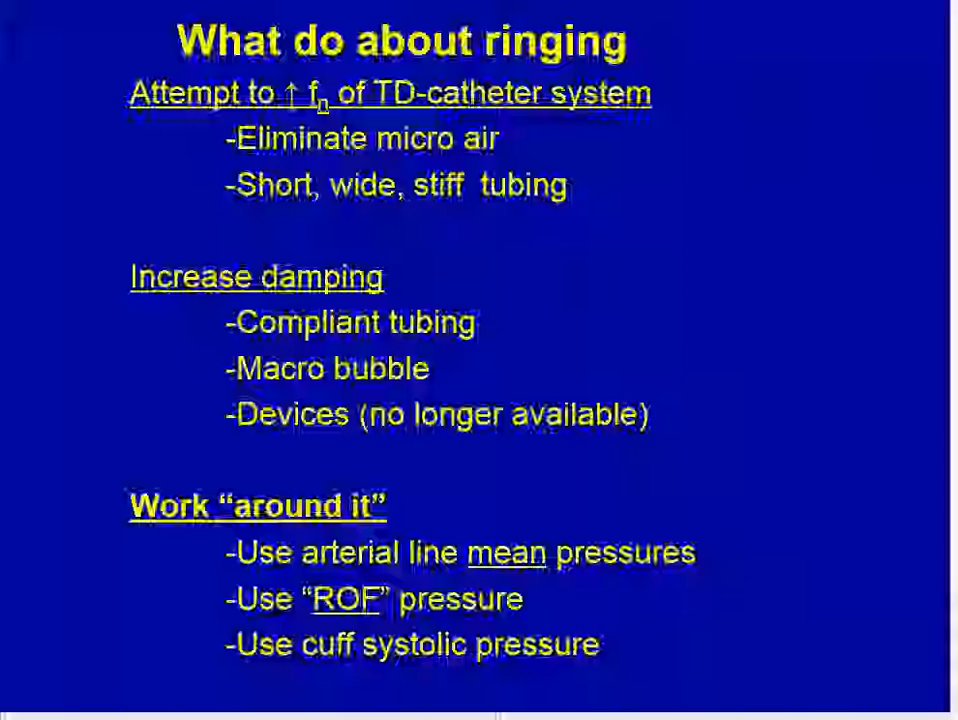 What do about ringing
Attempt to ↑ fn of TD-catheter system
-Eliminate micro air
-Short, wide, stiff tubing
Increase damping
-Compliant tubing
-Macro bubble
-Devices (no longer available)
Work “around it”
-Use arterial line mean pressures
-Use “ROF” pressure
-Use cuff systolic pressure